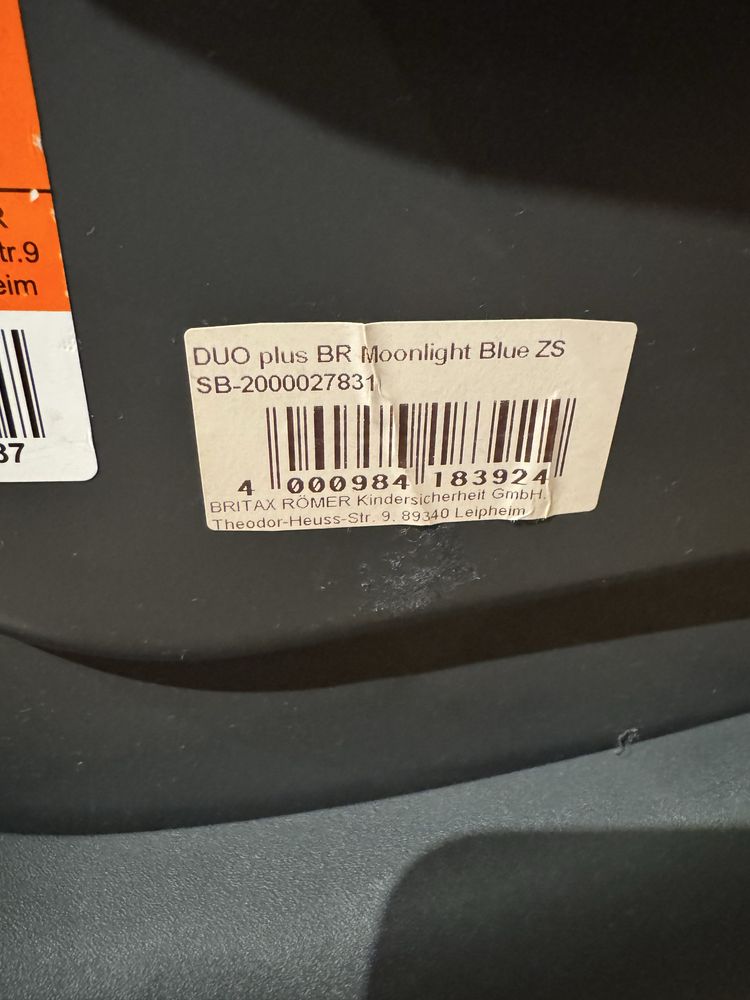 R
tr.9
eim
37
DUO plus BR Moonlight Blue ZS
SB-2000027831
4 000984 183924
BRITAX RÖMER Kindersicherheit GmbH.
Theodor-Heuss-Str. 9. 89340 Leipheim